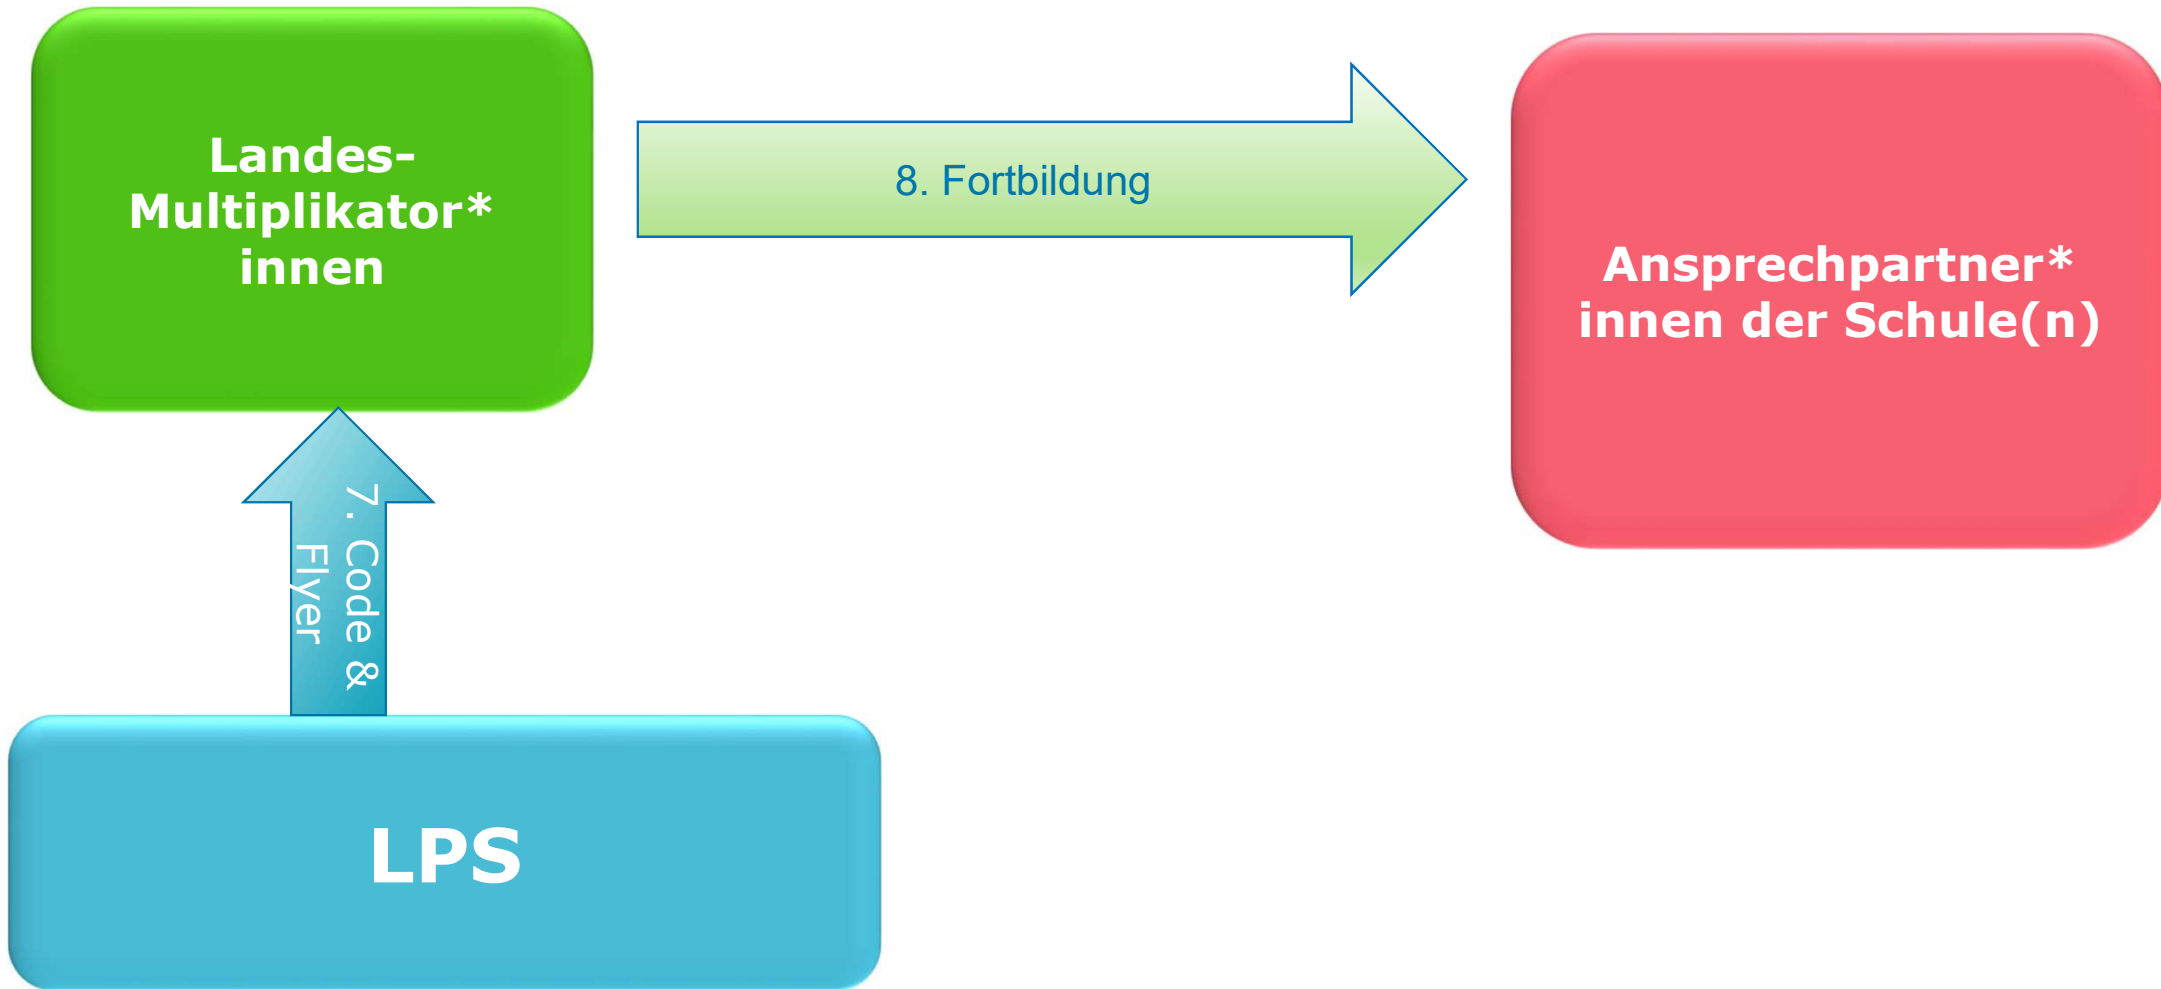 Landes-
Multiplikator*
innen
8. Fortbildung
Ansprechpartner*
innen der Schule(n)
7. Code &
Flyer
LPS